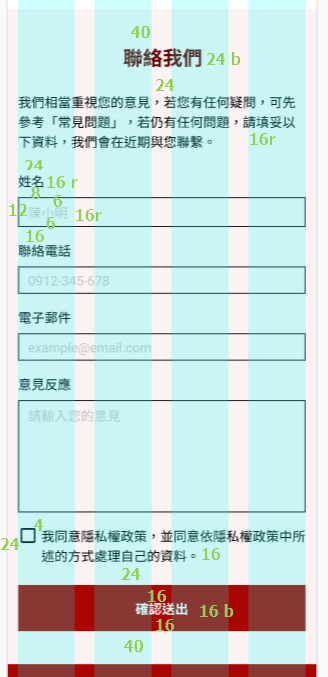 40
聯絡我們 24 b
24
我們相當重視您的意見，若您有任何疑問，可先
參考「常見問題」，若仍有任何問題，請填妥以
下資料，我們會在近期與您聯繫。 16r
24
姓名 16 r
8
12 陳小明 6 16r
6
16
聯絡電話
0912-345-678
電子郵件
example@email.com
意見反應
請輸入您的意見
4
我同意隱私權政策，並同意依隱私權政策中所
24 述的方式處理自己的資料。 16
24
16
確認送出 16 b
16
40